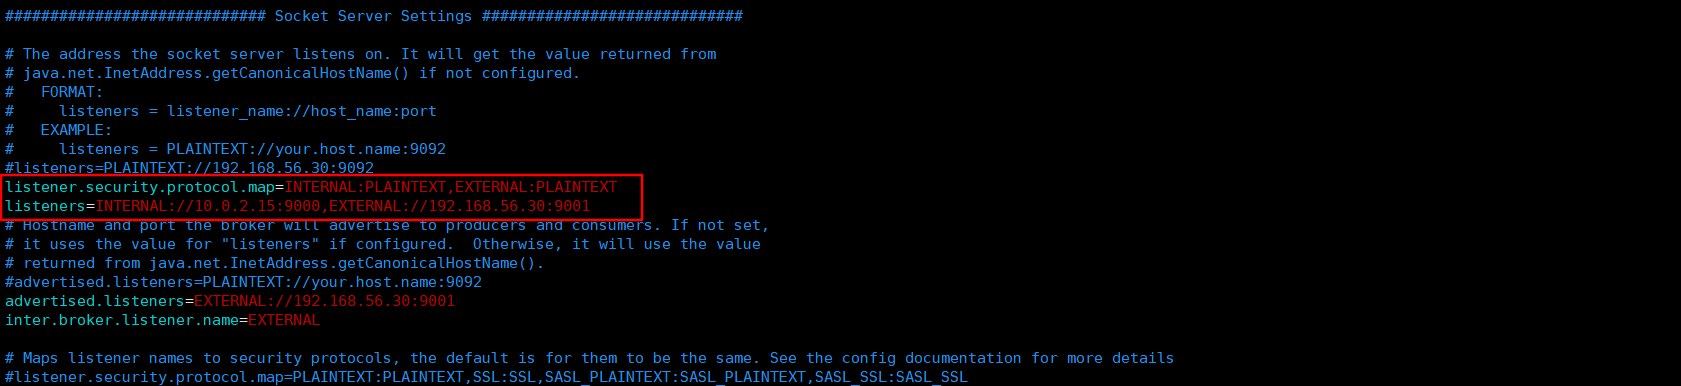 ############################# Socket Server Settings #############################
# The address the socket server listens on. It will get the value returned from
# java.net.InetAddress.getCanonicalHostName() if not configured.
#   FORMAT:
#     listeners = listener_name://host_name:port
#   EXAMPLE:
#     listeners = PLAINTEXT://your.host.name:9092
#listeners=PLAINTEXT://192.168.56.30:9092
listener.security.protocol.map=INTERNAL:PLAINTEXT,EXTERNAL:PLAINTEXT
listeners=INTERNAL://10.0.2.15:9000,EXTERNAL://192.168.56.30:9001
# Hostname and port the broker will advertise to producers and consumers. If not set,
# it uses the value for "listeners" if configured.  Otherwise, it will use the value
# returned from java.net.InetAddress.getCanonicalHostName().
#advertised.listeners=PLAINTEXT://your.host.name:9092
advertised.listeners=EXTERNAL://192.168.56.30:9001
inter.broker.listener.name=EXTERNAL
# Maps listener names to security protocols, the default is for them to be the same. See the config documentation for more details
#listener.security.protocol.map=PLAINTEXT:PLAINTEXT,SSL:SSL,SASL_PLAINTEXT:SASL_PLAINTEXT,SASL_SSL:SASL_SSL